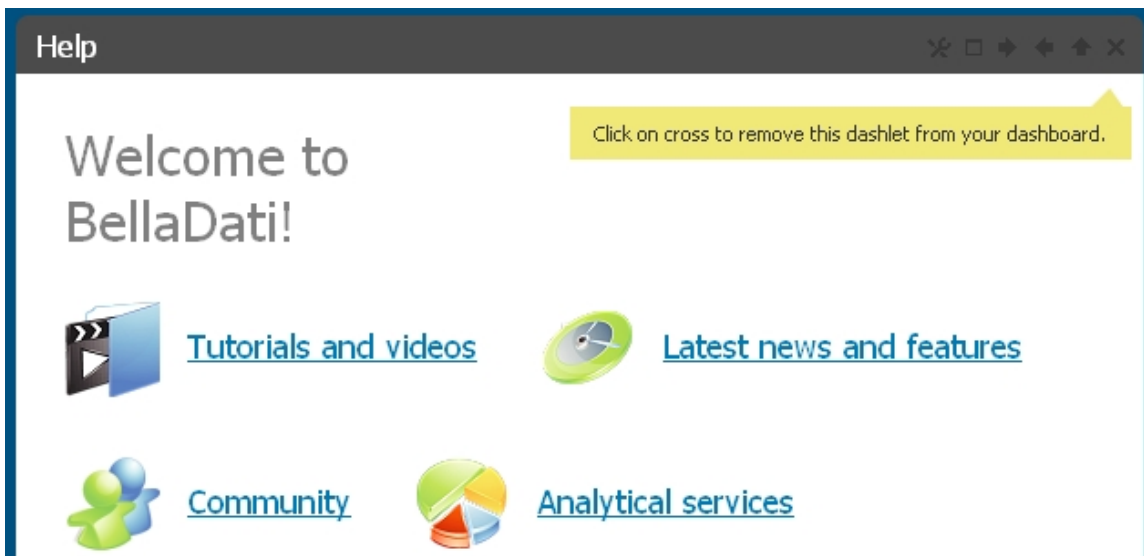 Help
Click on cross to remove this dashlet from your dashboard.
Welcome to
BellaDati!
Tutorials and videos
Latest news and features
Community
Analytical services